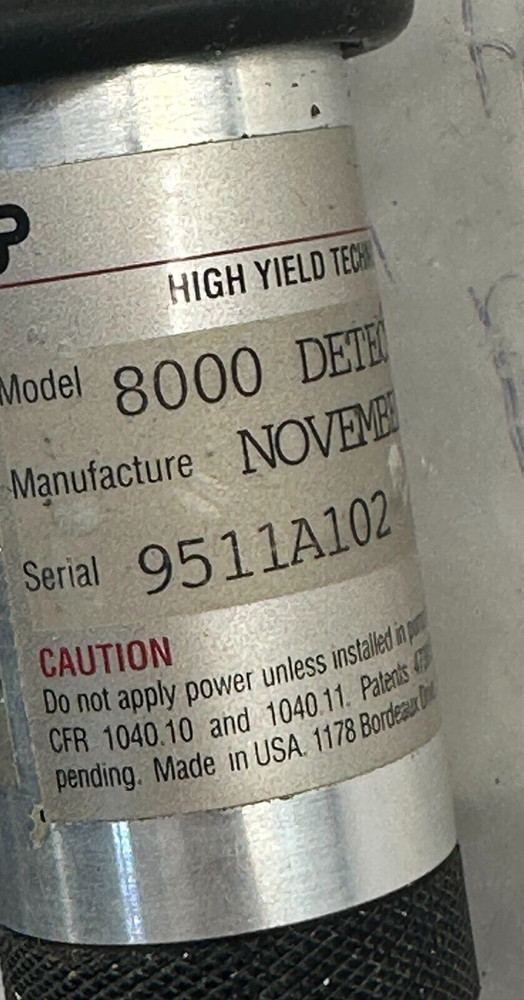 P
HIGH YIELD TECHN
Model 8000 DETEC
Manufacture NOVEMBE
Serial 9511A102
CAUTION
Do not apply power unless installed in
CFR 1040.10 and 1040.11. Patents
pending. Made in USA. 1178 Bordeaux